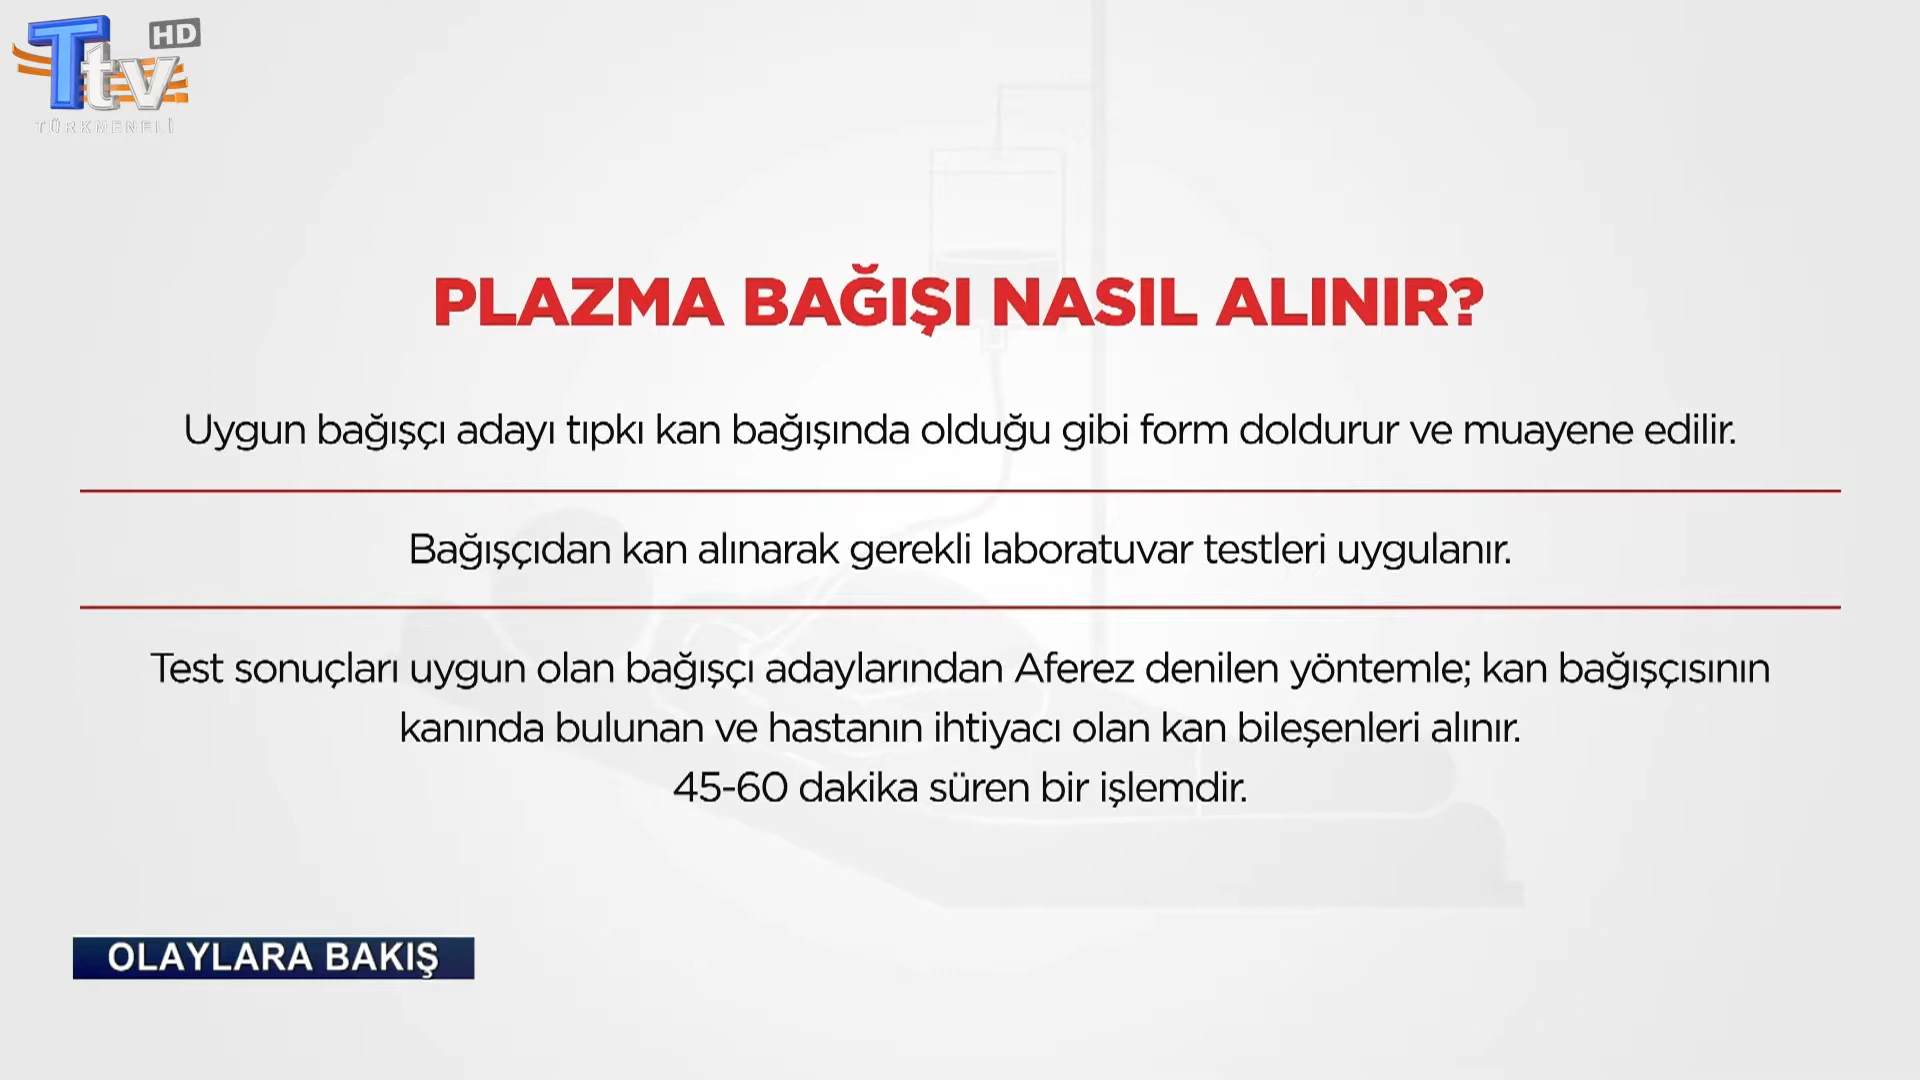 HD
Ttv
TÜRKMENELİ
PLAZMA BAĞIŞI NASIL ALINIR?
Uygun bağışçı adayı tıpkı kan bağışında olduğu gibi form doldurur ve muayene edilir.
Bağışçıdan kan alınarak gerekli laboratuvar testleri uygulanır.
Test sonuçları uygun olan bağışçı adaylarından Aferez denilen yöntemle; kan bağışçısının
kanında bulunan ve hastanın ihtiyacı olan kan bileşenleri alınır.
45-60 dakika süren bir işlemdir.
OLAYLARA BAKIŞ